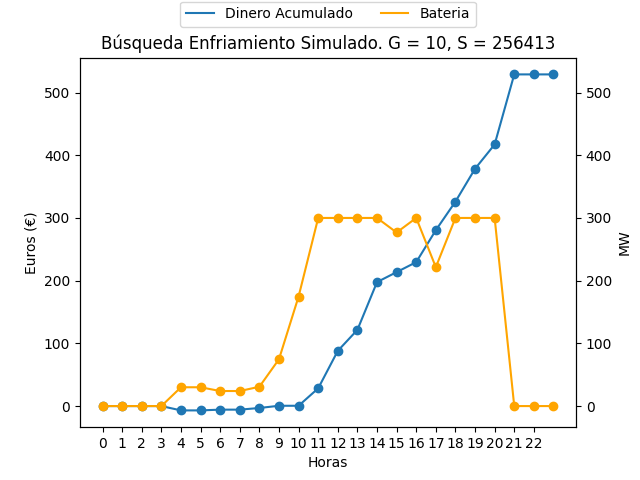 Dinero Acumulado Bateria
Búsqueda Enfriamiento Simulado. G = 10, S = 256413
500
400
300
200
100
0
Euros (€)
500
400
300
200
100
0
MW
0 1 2 3 4 5 6 7 8 9 10 11 12 13 14 15 16 17 18 19 20 21 22
Horas